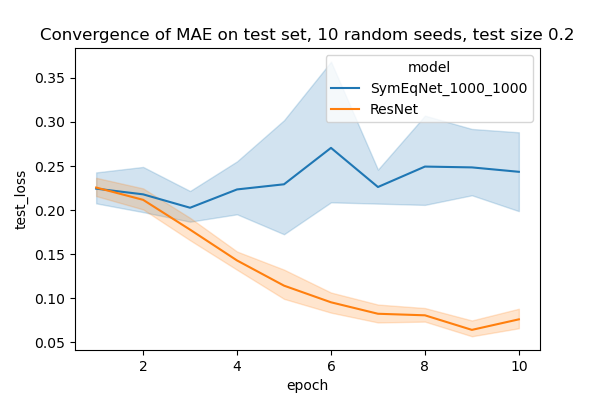 Convergence of MAE on test set, 10 random seeds, test size 0.2
model
SymEqNet_1000_1000
ResNet
test_loss
0.35
0.30
0.25
0.20
0.15
0.10
0.05
2 4 6 8 10
epoch